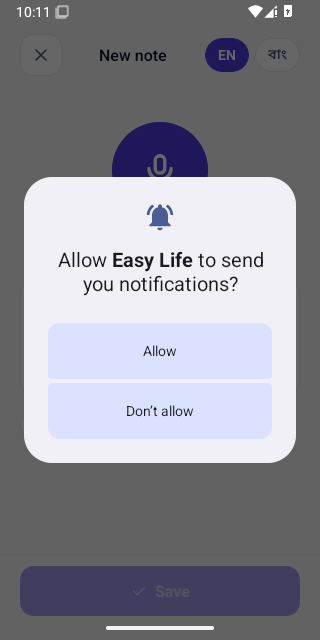 10:11
New note
EN
বাং
Allow Easy Life to send
you notifications?
Allow
Don't allow
Save